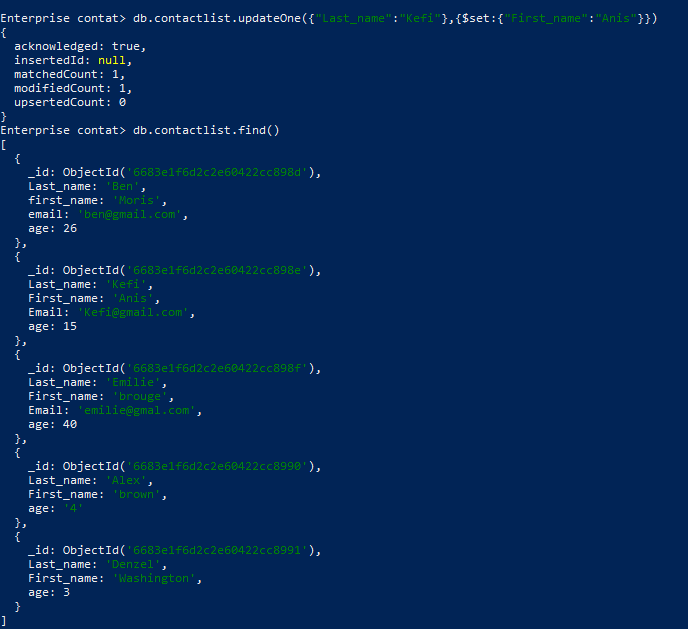 Enterprise contat> db.contactlist.updateOne({"Last_name":"Kefi"},{$set:{"First_name":"Anis"}})
{
  acknowledged: true,
  insertedId: null,
  matchedCount: 1,
  modifiedCount: 1,
  upsertedCount: 0
}
Enterprise contat> db.contactlist.find()
[
  {
    _id: ObjectId('6683e1f6d2c2e60422cc898d'),
    Last_name: 'Ben',
    first_name: 'Moris',
    email: 'ben@gmail.com',
    age: 26
  },
  {
    _id: ObjectId('6683e1f6d2c2e60422cc898e'),
    Last_name: 'Kefi',
    First_name: 'Anis',
    Email: 'Kefi@gmail.com',
    age: 15
  },
  {
    _id: ObjectId('6683e1f6d2c2e60422cc898f'),
    Last_name: 'Emilie',
    First_name: 'brouge',
    Email: 'emilie@gmal.com',
    age: 40
  },
  {
    _id: ObjectId('6683e1f6d2c2e60422cc8990'),
    Last_name: 'Alex',
    First_name: 'brown',
    age: '4'
  },
  {
    _id: ObjectId('6683e1f6d2c2e60422cc8991'),
    Last_name: 'Denzel',
    First_name: 'Washington',
    age: 3
  }
]